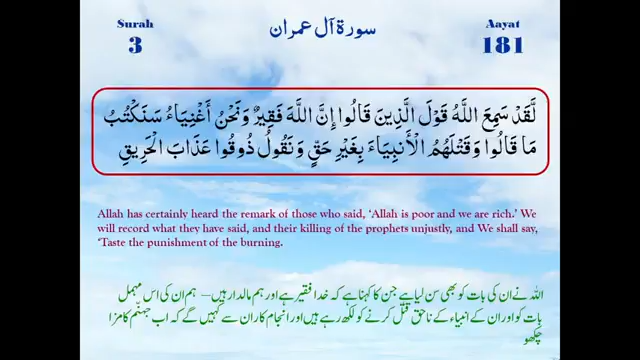 Surah
3
سورة آل عمران
Aayat
181
لَّقَدْ سَمِعَ اللَّهُ قَوْلَ الَّذِينَ قَالُوا إِنَّ اللَّهَ فَقِيرٌ وَنَحْنُ أَغْنِيَاءُ سَنَكْتُبُ
مَا قَالُوا وَقَتْلَهُمُ الْأَنبِيَاءَ بِغَيْرِ حَقٍّ وَنَقُولُ ذُوقُوا عَذَابَ الْحَرِيقِ
Allah has certainly heard the remark of those who said, ‘Allah is poor and we are rich.’ We
will record what they have said, and their killing of the prophets unjustly, and We shall say,
‘Taste the punishment of the burning.
اللہ نے ان کی بات کو بھی سن لیا ہے جن کا کہنا ہے کہ خدا فقیر ہے اور ہم مالدار ہیں – ہم ان کی اس مہمل
بات کو اور ان کے انبیاء کے ناحق قتل کرنے کو لکھ رہے ہیں اور انجام کار ان سے کہیں گے کہ اب جہنّم کا مزا
چکھو